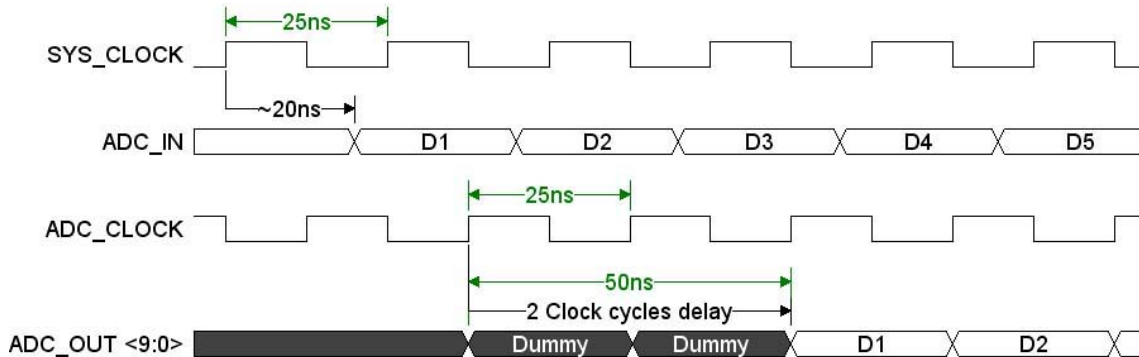 25ns
SYS_CLOCK
~20ns
ADC_IN D1 D2 D3 D4 D5
25ns
ADC_CLOCK
50ns
2 Clock cycles delay
ADC_OUT <9:0> Dummy Dummy D1 D2